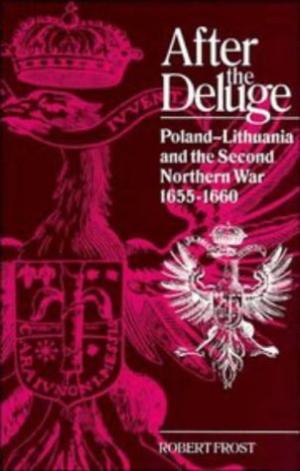 After
the
Deluge
Poland–Lithuania
and the Second
Northern War
1655-1660
ROBERT FROST